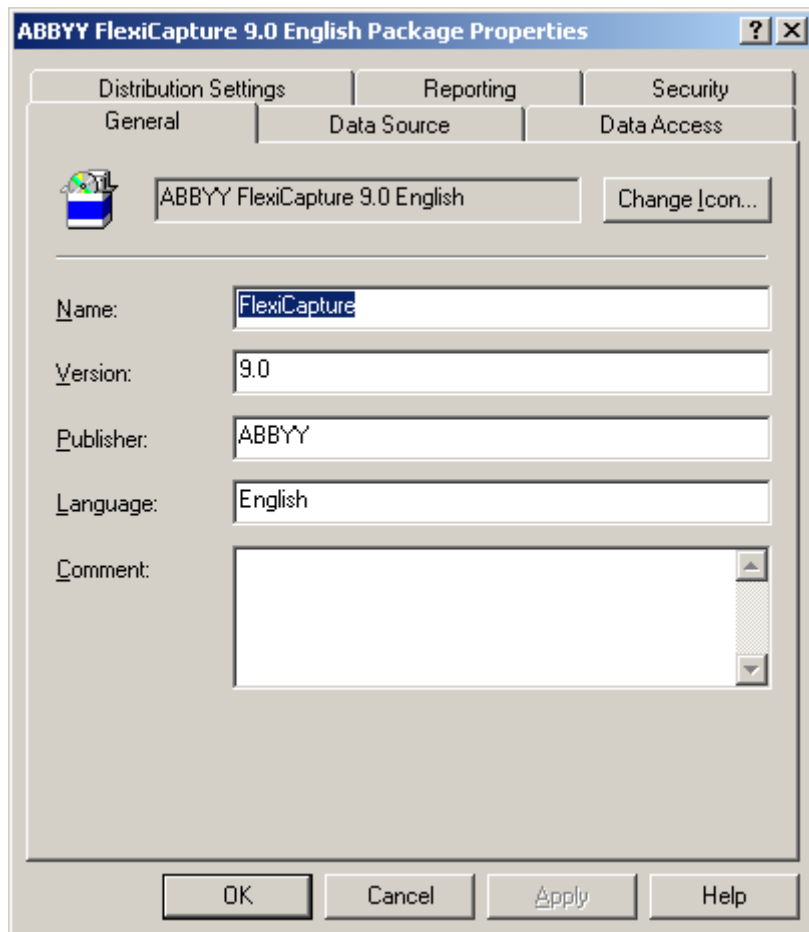 ABBYY FlexiCapture 9.0 English Package Properties
Distribution Settings Reporting Security
General Data Source Data Access
ABBYY FlexiCapture 9.0 English Change Icon...
Name: FlexiCapture
Version: 9.0
Publisher: ABBYY
Language: English
Comment:
OK Cancel Apply Help